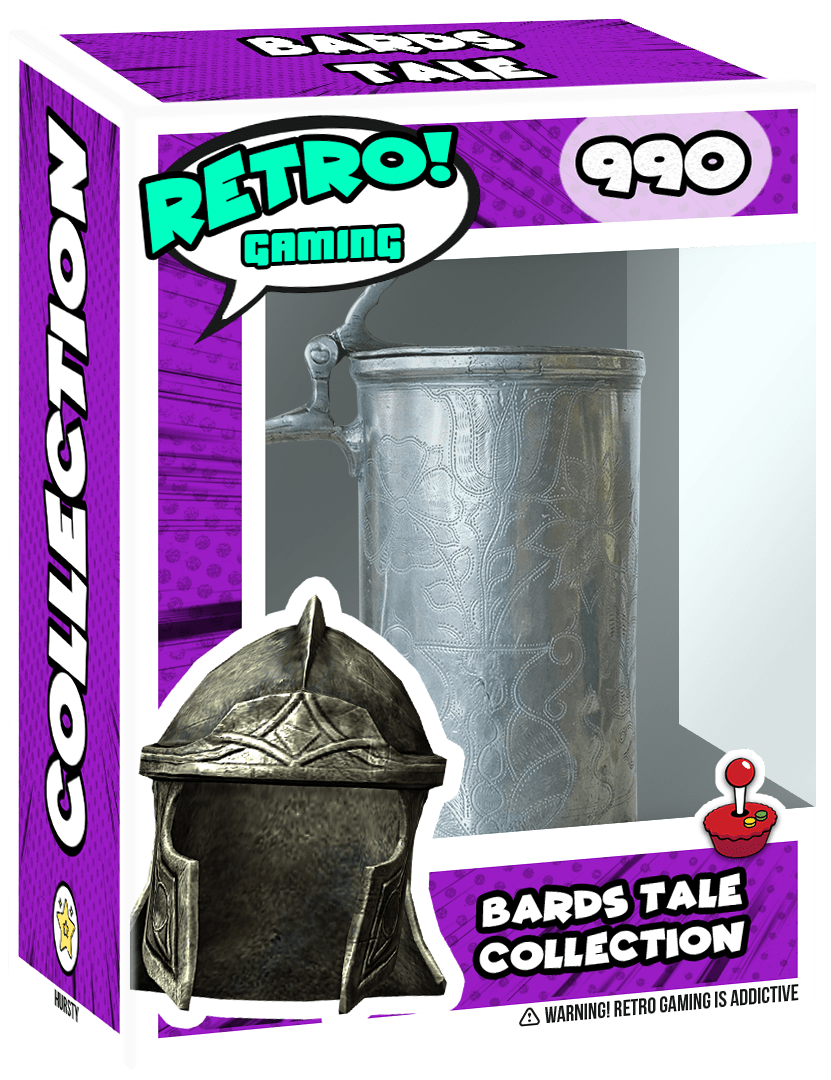 BARDS
TALE
RETRO!
GAMING
990
COLLECTION
BARDS TALE
COLLECTION
WARNING! RETRO GAMING IS ADDICTIVE
HURSTY